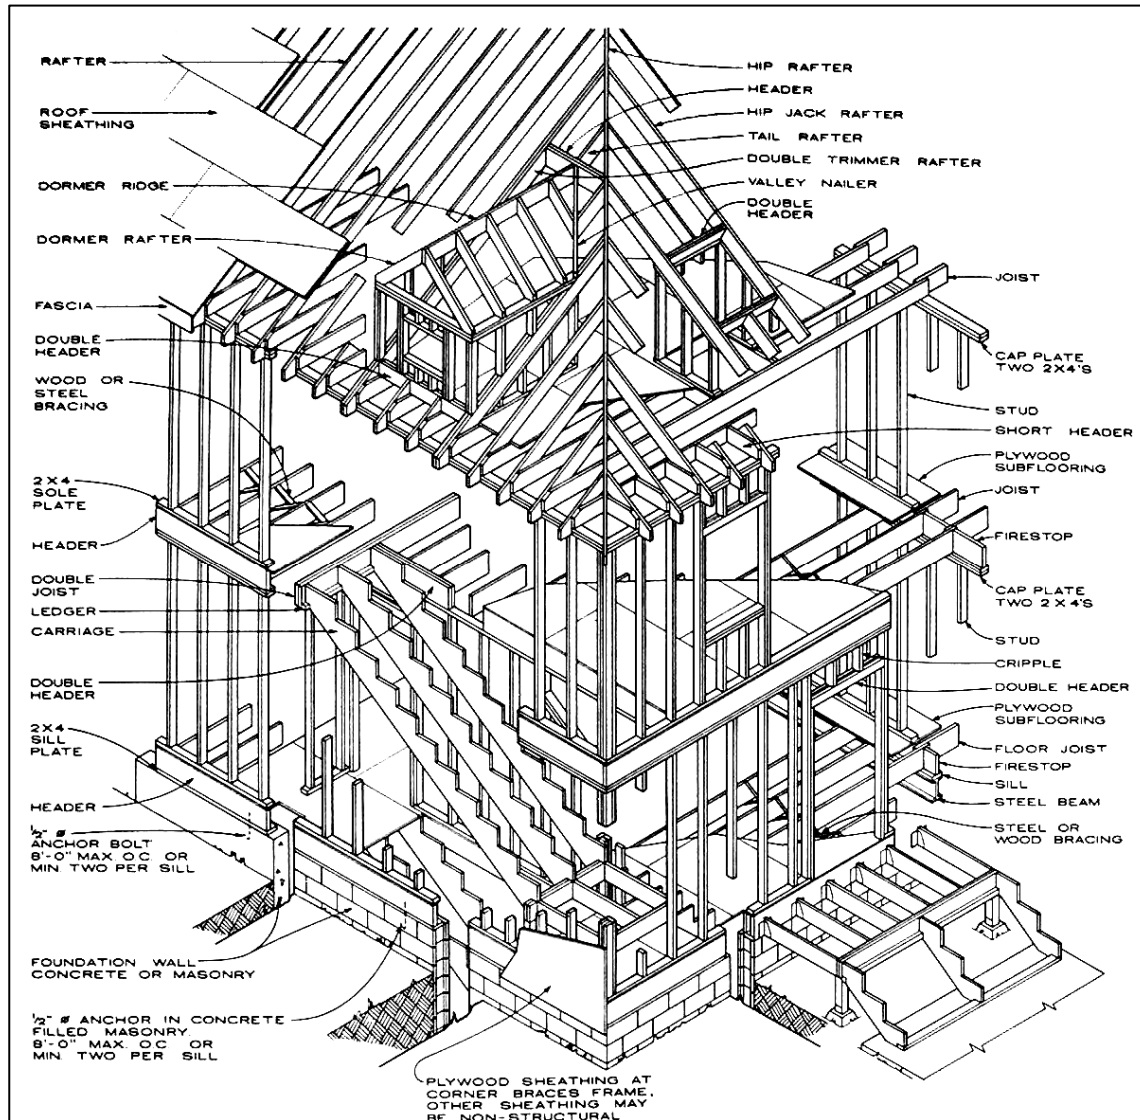 RAFTER
ROOF
SHEATHING
DORMER RIDGE
DORMER RAFTER
FASCIA
DOUBLE
HEADER
WOOD OR
STEEL
BRACING
2X4
SOLE
PLATE
HEADER
DOUBLE
JOIST
LEDGER
CARRIAGE
DOUBLE
HEADER
2X4
SILL
PLATE
HEADER
1/2" Ø
ANCHOR BOLT
8'-0" MAX. O.C. OR
MIN. TWO PER SILL
FOUNDATION WALL
CONCRETE OR MASONRY
1/2" Ø ANCHOR IN CONCRETE
FILLED MASONRY.
8'-0" MAX. O.C. OR
MIN. TWO PER SILL
PLYWOOD SHEATHING AT
CORNER BRACES FRAME,
OTHER SHEATHING MAY
BE NON-STRUCTURAL
HIP RAFTER
HEADER
HIP JACK RAFTER
TAIL RAFTER
DOUBLE TRIMMER RAFTER
VALLEY NAILER
DOUBLE
HEADER
JOIST
CAP PLATE
TWO 2X4'S
STUD
SHORT HEADER
PLYWOOD
SUBFLOORING
JOIST
FIRESTOP
CAP PLATE
TWO 2X4'S
STUD
CRIPPLE
DOUBLE HEADER
PLYWOOD
SUBFLOORING
FLOOR JOIST
FIRESTOP
SILL
STEEL BEAM
STEEL OR
WOOD BRACING